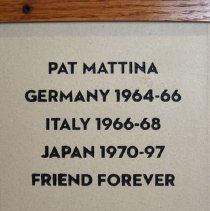 PAT MATTINA
GERMANY 1964-66
ITALY 1966-68
JAPAN 1970-97
FRIEND FOREVER